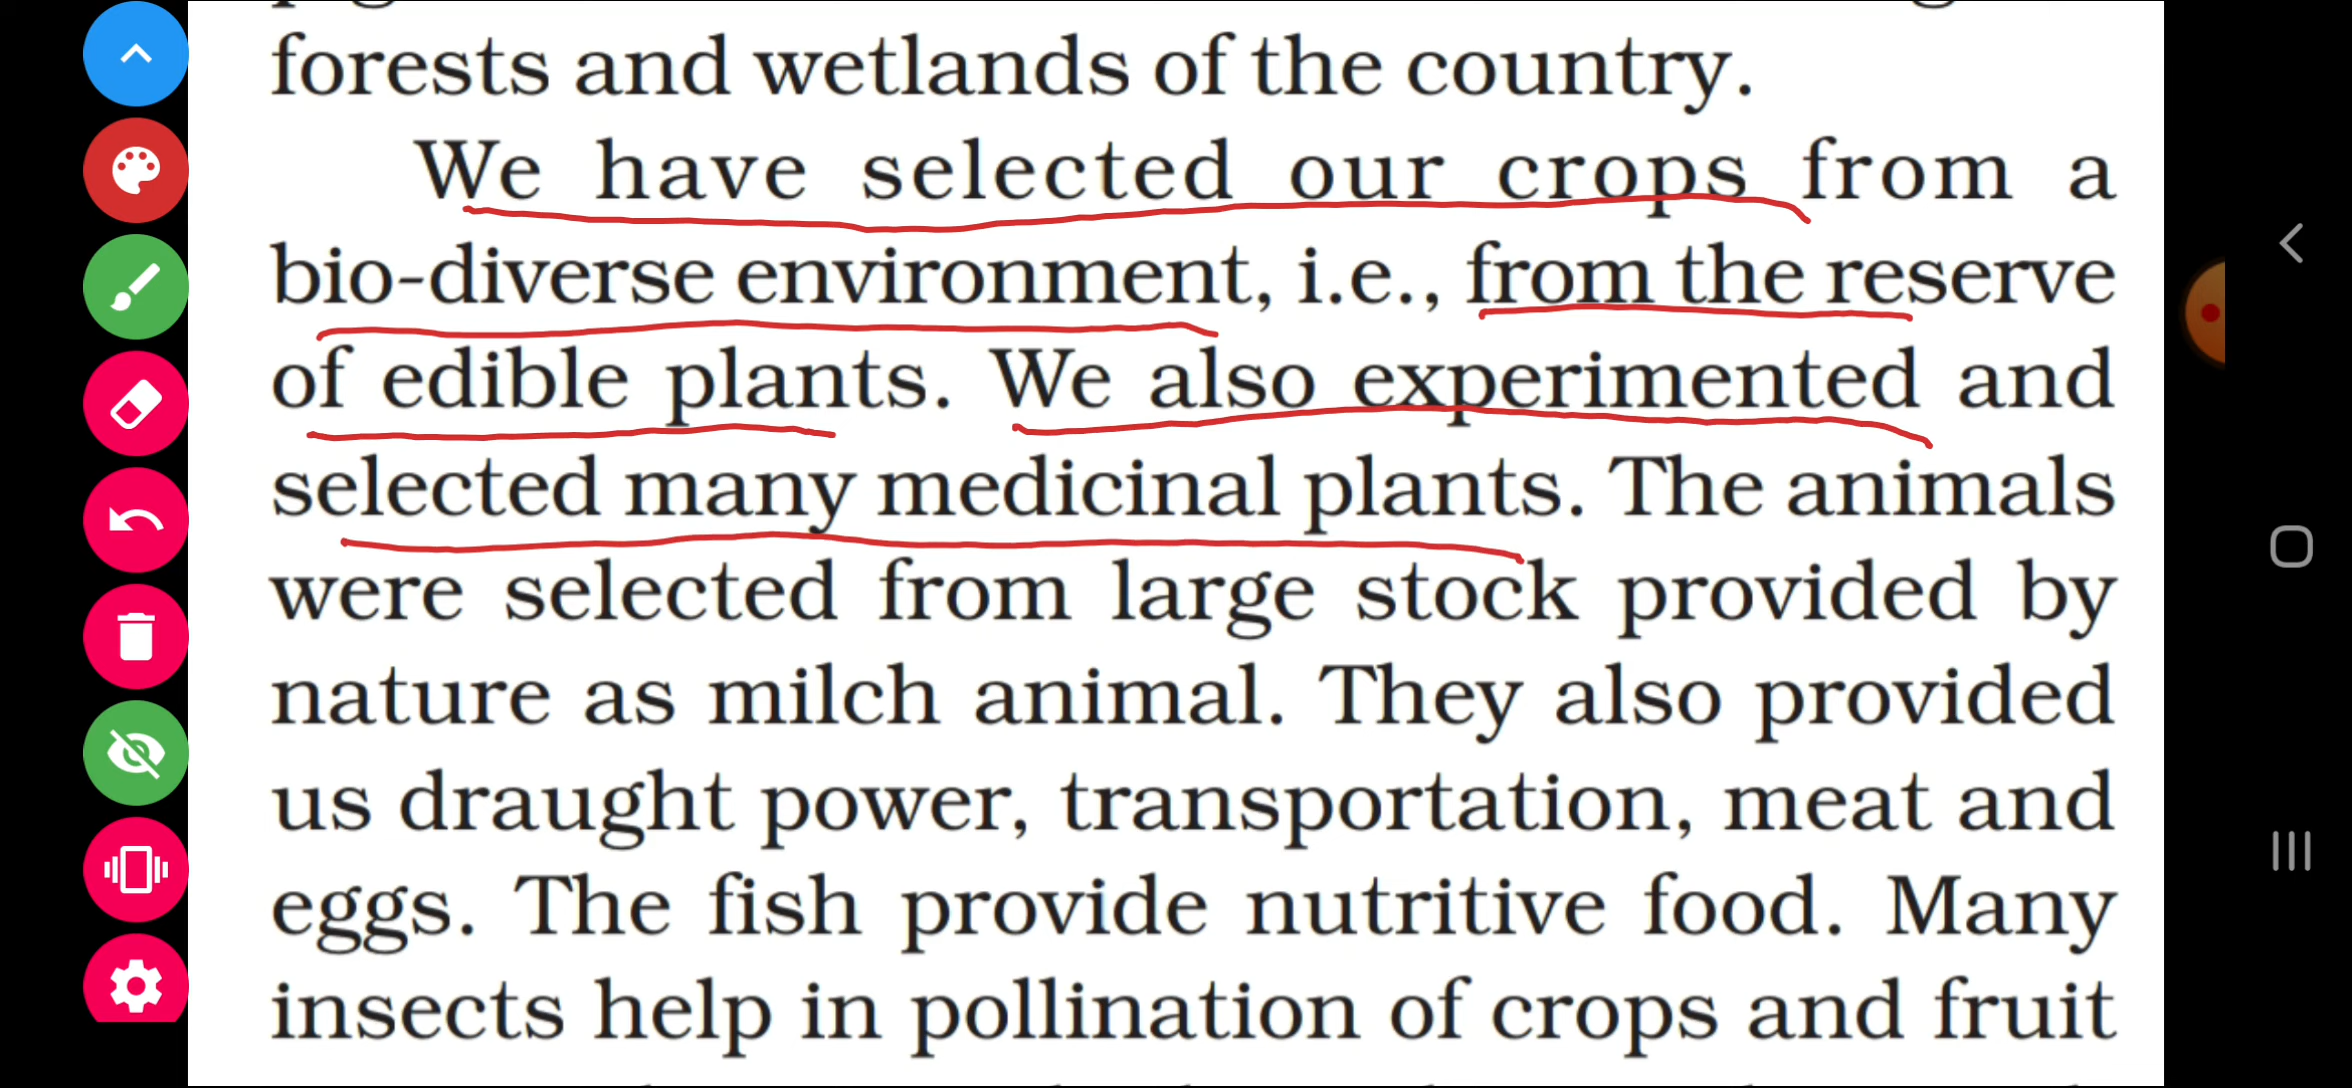 forests and wetlands of the country.
We have selected our crops from a
bio-diverse environment, i.e., from the reserve
of edible plants. We also experimented and
selected many medicinal plants. The animals
were selected from large stock provided by
nature as milch animal. They also provided
us draught power, transportation, meat and
eggs. The fish provide nutritive food. Many
insects help in pollination of crops and fruit